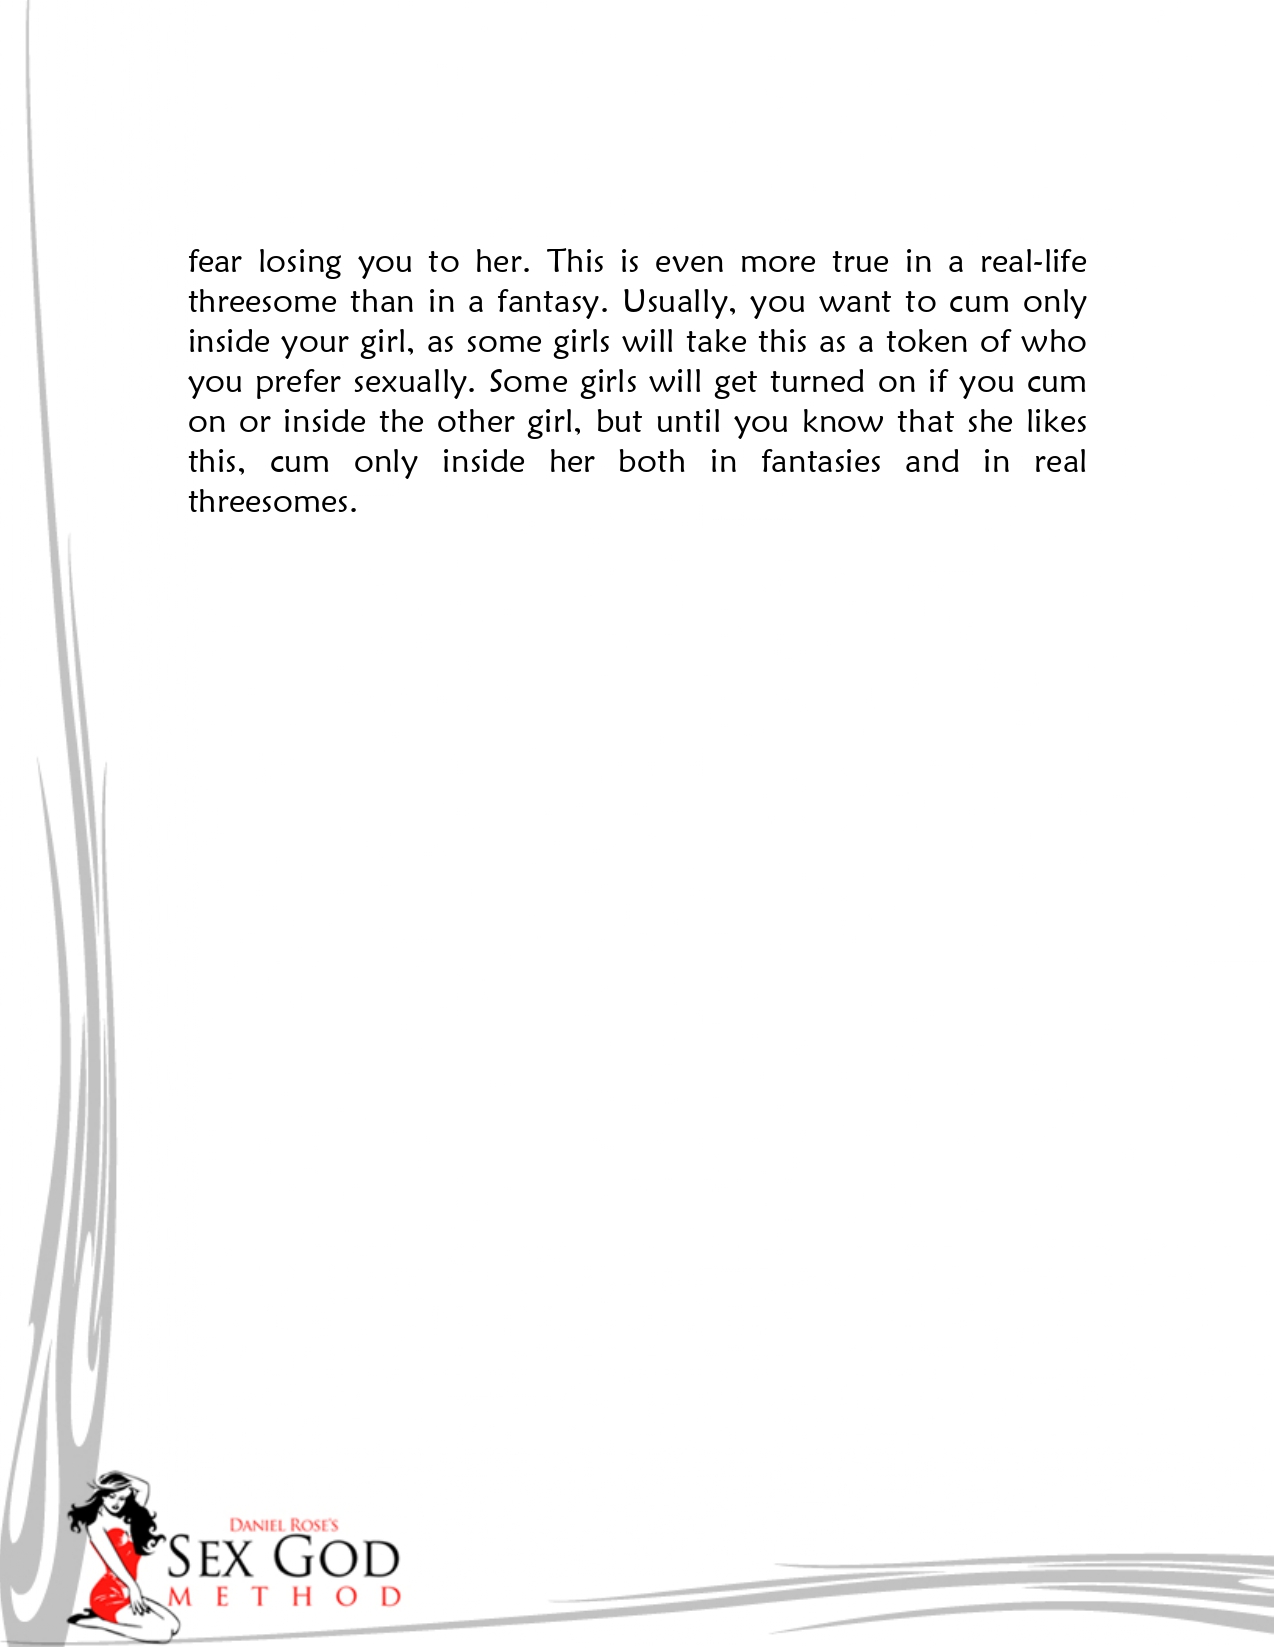 fear losing you to her. This is even more true in a real-life
threesome than in a fantasy. Usually, you want to cum only
inside your girl, as some girls will take this as a token of who
you prefer sexually. Some girls will get turned on if you cum
on or inside the other girl, but until you know that she likes
this, cum only inside her both in fantasies and in real
threesomes.
DANIEL ROSE'S
SEX GOD
METHOD